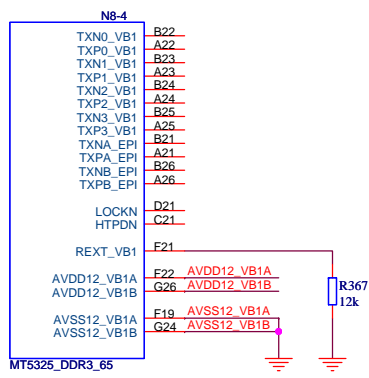 N8-4
TXN0_VB1 B22
TXP0_VB1 A22
TXN1_VB1 B23
TXP1_VB1 A23
TXN2_VB1 B24
TXP2_VB1 A24
TXN3_VB1 B25
TXP3_VB1 A25
TXNA_EPI B21
TXPA_EPI A21
TXNB_EPI B26
TXPB_EPI A26
LOCKN D21
HTPDN C21
REXT_VB1 E21
AVDD12_VB1A F22 AVDD12_VB1A
AVDD12_VB1B G26 AVDD12_VB1B
R367
12k
AVSS12_VB1A F19 AVSS12_VB1A
AVSS12_VB1B G24 AVSS12_VB1B
MT5325_DDR3_65